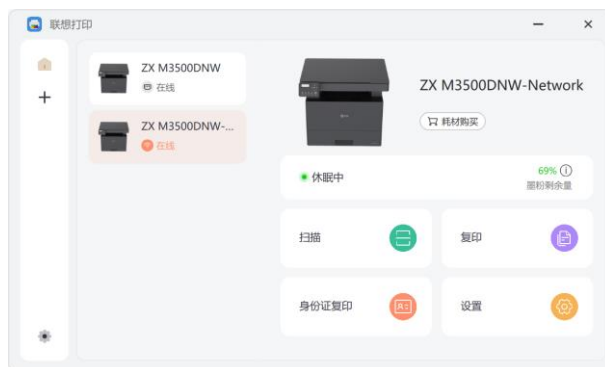 联想打印
ZX M3500DNW
在线
ZX M3500DNW-...
在线
ZX M3500DNW-Network
耗材购买
休眠中
69%
墨粉剩余量
扫描
复印
身份证复印
设置